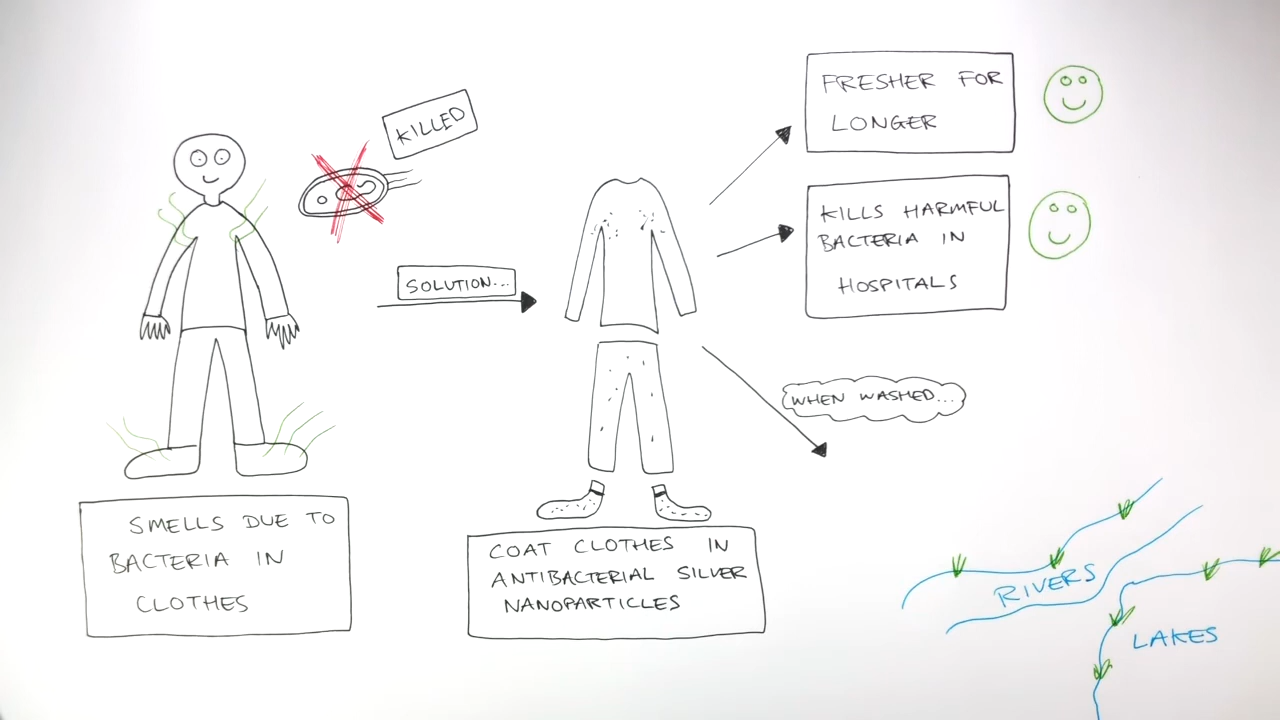 KILLED
SMELLS DUE TO
BACTERIA IN
CLOTHES
SOLUTION...
COAT CLOTHES IN
ANTIBACTERIAL SILVER
NANOPARTICLES
FRESHER FOR
LONGER
KILLS HARMFUL
BACTERIA IN
HOSPITALS
WHEN WASHED...
RIVERS
LAKES